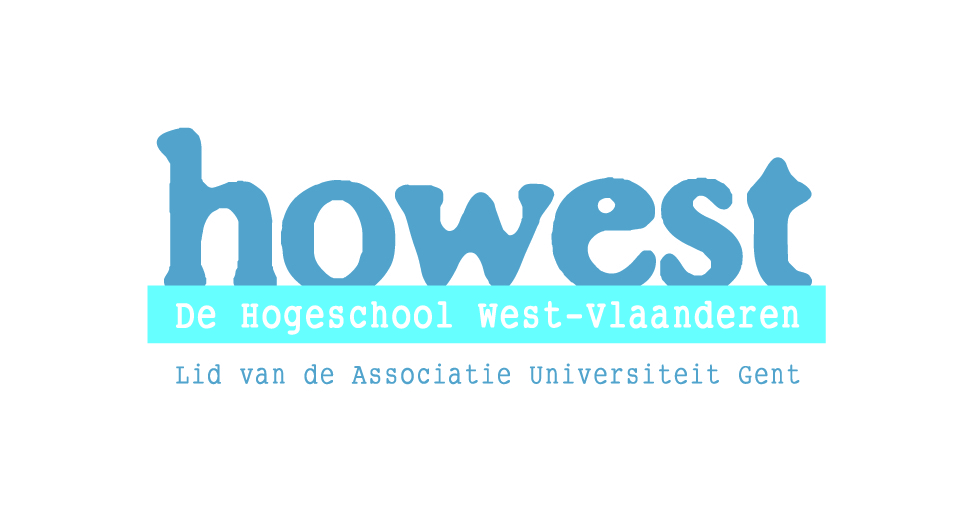 howest
De Hogeschool West-Vlaanderen
Lid van de Associatie Universiteit Gent